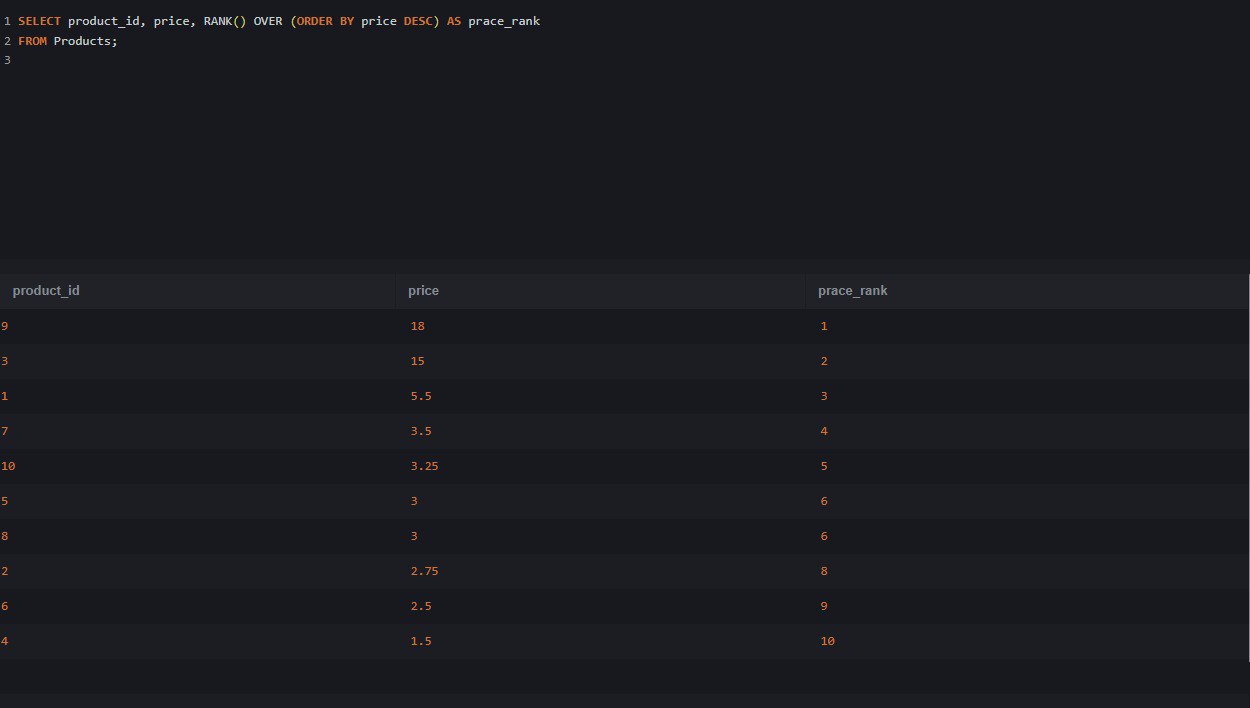 1 SELECT product_id, price, RANK() OVER (ORDER BY price DESC) AS prace_rank
2 FROM Products;
3
product_id price prace_rank
9 18 1
3 15 2
1 5.5 3
7 3.5 4
10 3.25 5
5 3 6
8 3 6
2 2.75 8
6 2.5 9
4 1.5 10